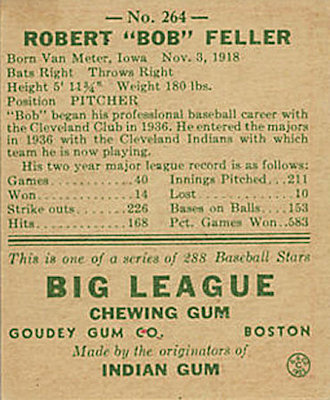 — No. 264 —
ROBERT "BOB" FELLER
Born Van Meter, Iowa Nov. 3, 1918
Bats Right Throws Right
Height 5' 11¾" Weight 180 lbs.
Position PITCHER
"Bob" began his professional baseball career with
the Cleveland Club in 1936. He entered the majors
in 1936 with the Cleveland Indians with which
team he is now playing.
His two year major league record is as follows:
Games..........40 Innings Pitched...211
Won............14 Lost............10
Strike outs.......226 Bases on Balls....153
Hits............168 Pct. Games Won...583
This is one of a series of 288 Baseball Stars
BIG LEAGUE
CHEWING GUM
GOUDEY GUM CO. BOSTON
Made by the originators of
INDIAN GUM